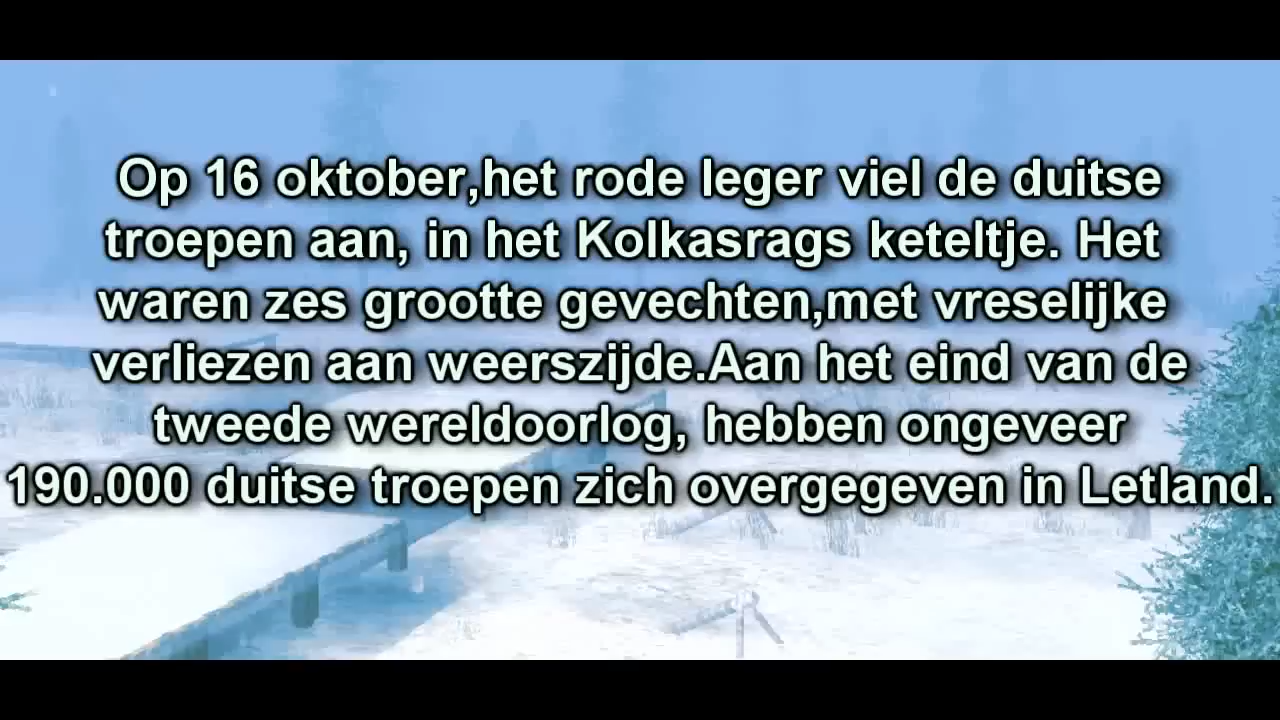 Op 16 oktober,het rode leger viel de duitse
troepen aan, in het Kolkasrags keteltje. Het
waren zes grootte gevechten,met vreselijke
verliezen aan weerszijde.Aan het eind van de
tweede wereldoorlog, hebben ongeveer
190.000 duitse troepen zich overgegeven in Letland.